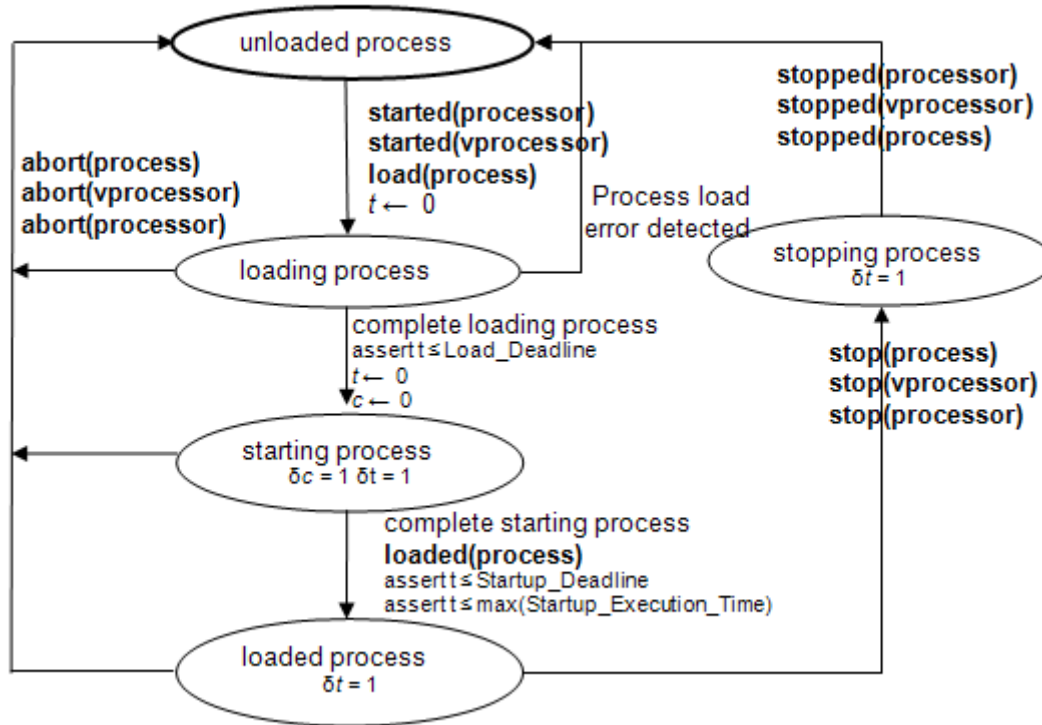 unloaded process
started(processor)
started(vprocessor)
load(process)
t ← 0
stopped(processor)
stopped(vprocessor)
stopped(process)
abort(process)
abort(vprocessor)
abort(processor)
Process load
error detected
loading process
stopping process
δt = 1
complete loading process
assert t ≤ Load_Deadline
t ← 0
c ← 0
stop(process)
stop(vprocessor)
stop(processor)
starting process
δc = 1 δt = 1
complete starting process
loaded(process)
assert t ≤ Startup_Deadline
assert t ≤ max(Startup_Execution_Time)
loaded process
δt = 1